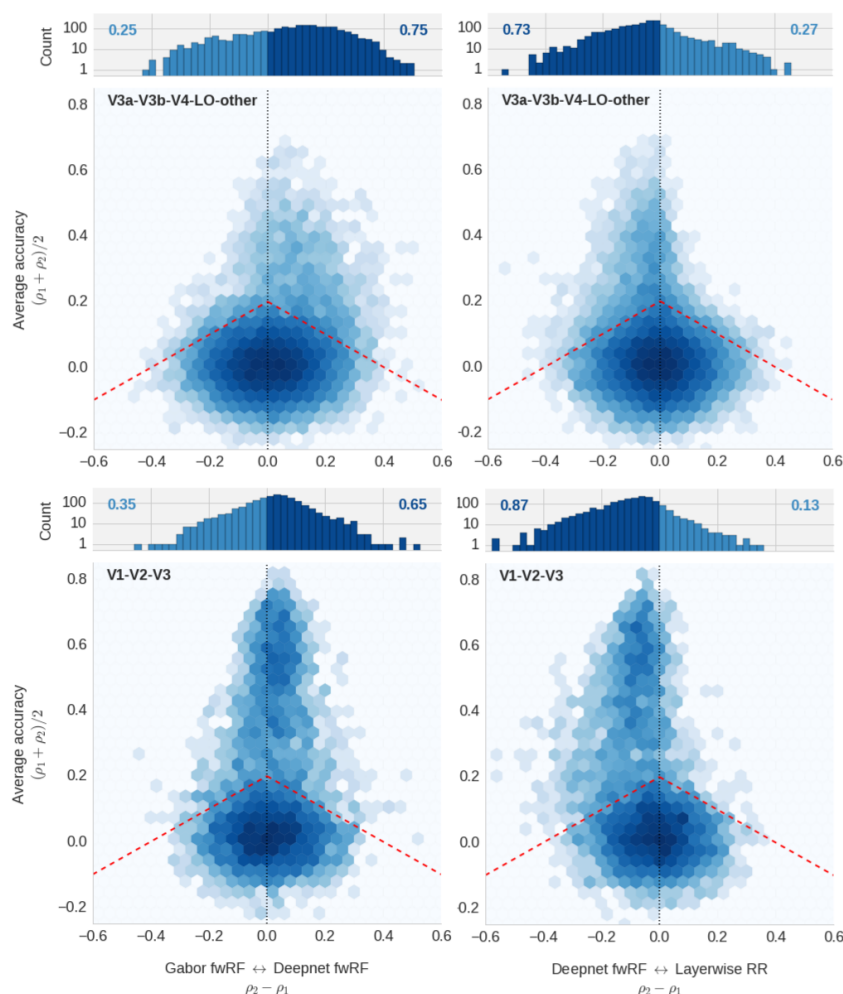 0.25 0.75 0.73 0.27
Count 100 10 1 100 10 1
V3a-V3b-V4-LO-other V3a-V3b-V4-LO-other
Average accuracy
(ρ₁ + ρ₂)/2
0.8 0.6 0.4 0.2 0.0 −0.2
0.8 0.6 0.4 0.2 0.0 −0.2
−0.6 −0.4 −0.2 0.0 0.2 0.4 0.6 −0.6 −0.4 −0.2 0.0 0.2 0.4 0.6
0.35 0.65 0.87 0.13
Count 100 10 1 100 10 1
V1-V2-V3 V1-V2-V3
Average accuracy
(ρ₁ + ρ₂)/2
0.8 0.6 0.4 0.2 0.0 −0.2
0.8 0.6 0.4 0.2 0.0 −0.2
−0.6 −0.4 −0.2 0.0 0.2 0.4 0.6 −0.6 −0.4 −0.2 0.0 0.2 0.4 0.6
Gabor fwRF ↔ Deepnet fwRF Deepnet fwRF ↔ Layerwise RR
ρ₂ − ρ₁ ρ₂ − ρ₁